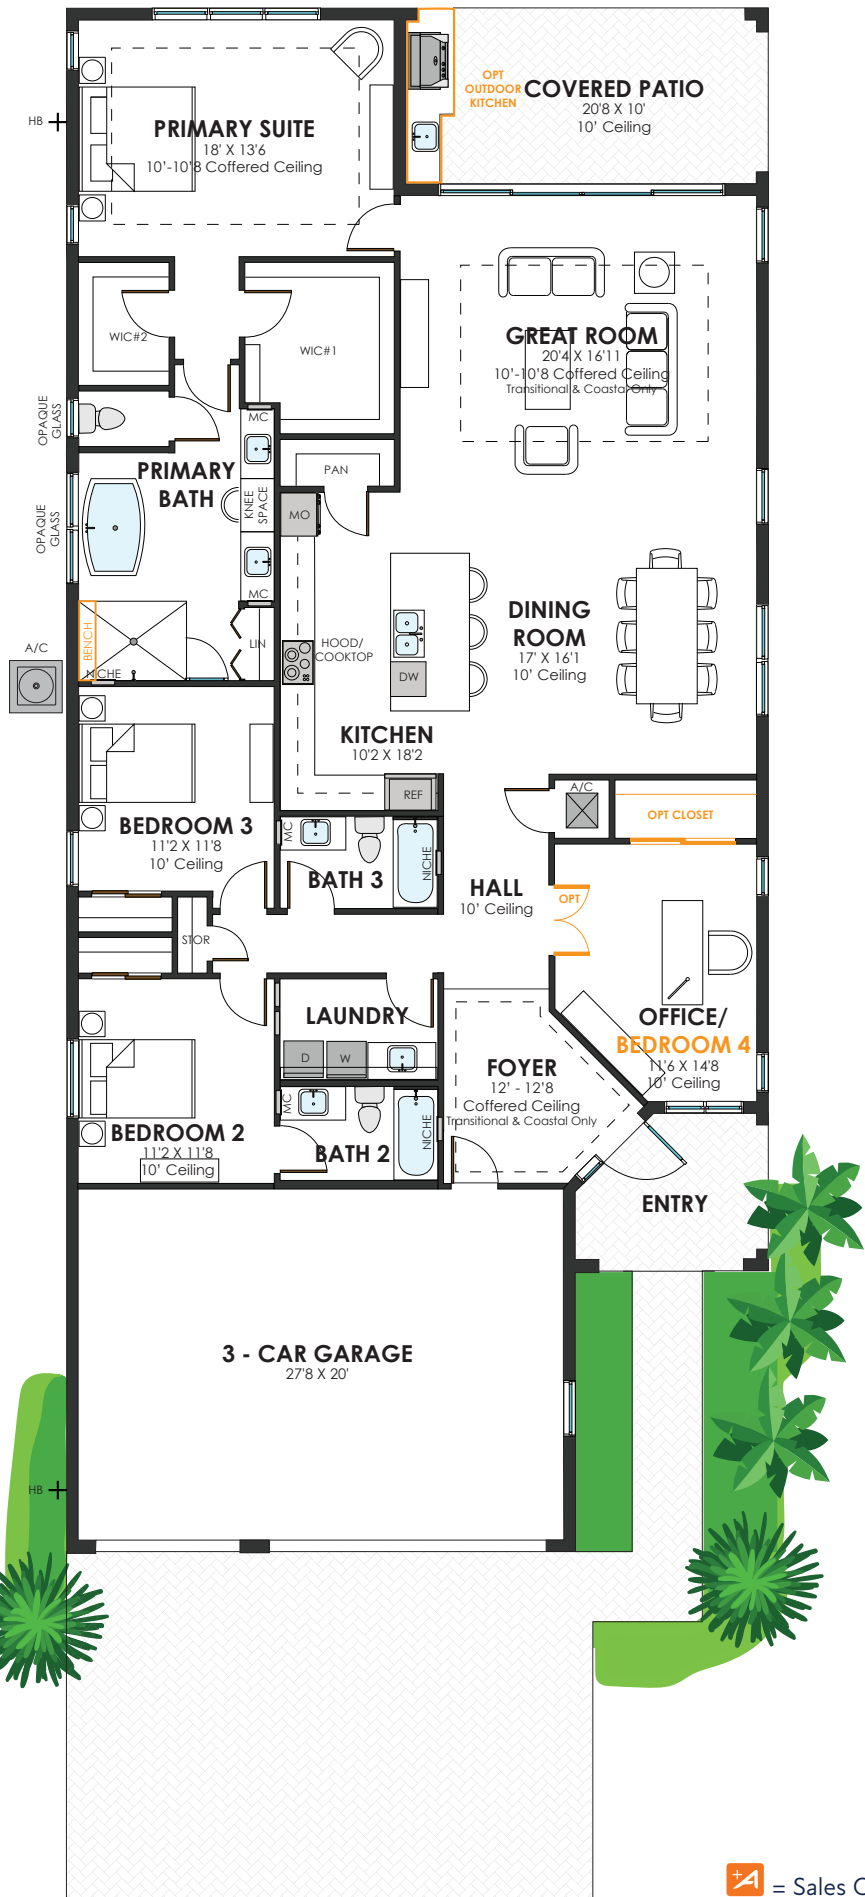 HB
PRIMARY SUITE
18' X 13'6
10'-10'8 Coffered Ceiling
OPT
OUTDOOR
KITCHEN
COVERED PATIO
20'8 X 10'
10' Ceiling
WIC#2
WIC#1
GREAT ROOM
20'4 X 16'11
10'-10'8 Coffered Ceiling
Transitional & Coastal Only
OPAQUE
GLASS
MC
PRIMARY
BATH
KNEE
SPACE
PAN
MO
OPAQUE
GLASS
MC
DINING
ROOM
17' X 16'1
10' Ceiling
A/C
BENCH
NICHE
LIN
HOOD/
COOKTOP
DW
KITCHEN
10'2 X 18'2
REF
A/C
OPT CLOSET
BEDROOM 3
11'2 X 11'8
10' Ceiling
MC
BATH 3
NICHE
HALL
10' Ceiling
OPT
STOR
LAUNDRY
D
W
OFFICE/
BEDROOM 4
11'6 X 14'8
10' Ceiling
FOYER
12' - 12'8
Coffered Ceiling
Transitional & Coastal Only
BEDROOM 2
11'2 X 11'8
10' Ceiling
MC
BATH 2
NICHE
ENTRY
3 - CAR GARAGE
27'8 X 20'
HB
+A = Sales